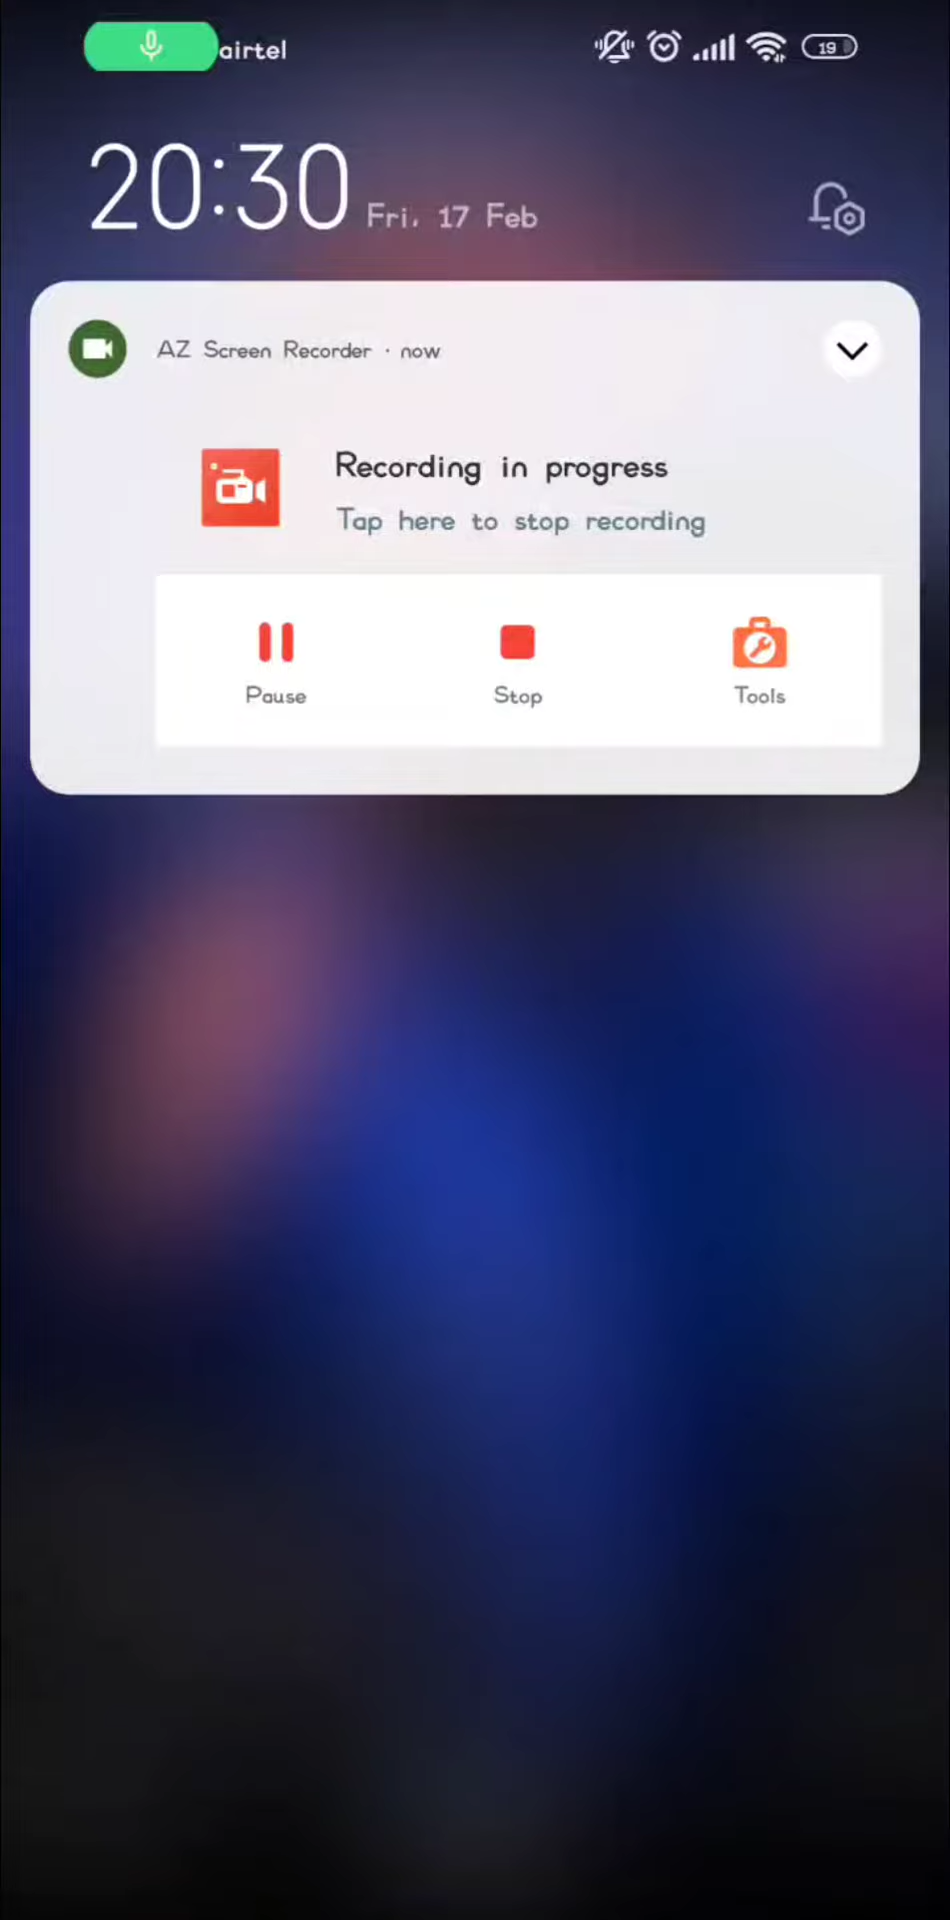 airtel
19
20:30 Fri, 17 Feb
AZ Screen Recorder · now
Recording in progress
Tap here to stop recording
Pause Stop Tools